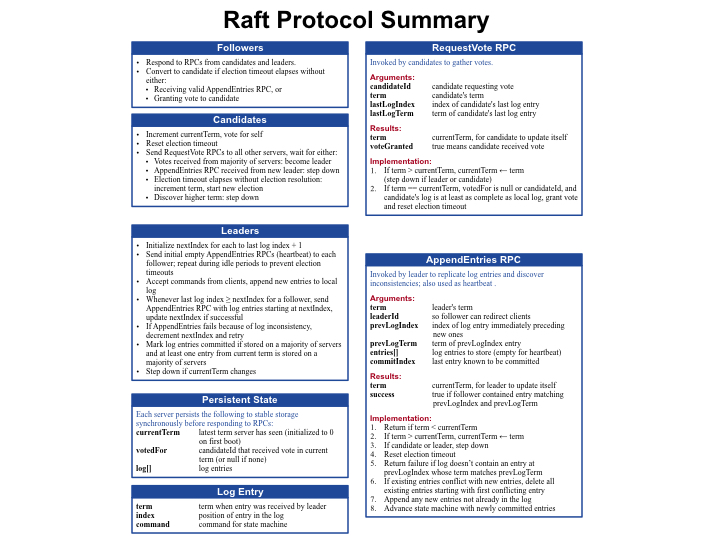 Raft Protocol Summary
Followers
• Respond to RPCs from candidates and leaders.
• Convert to candidate if election timeout elapses without
either:
• Receiving valid AppendEntries RPC, or
• Granting vote to candidate
Candidates
• Increment currentTerm, vote for self
• Reset election timeout
• Send RequestVote RPCs to all other servers, wait for either:
• Votes received from majority of servers: become leader
• AppendEntries RPC received from new leader: step down
• Election timeout elapses without election resolution:
increment term, start new election
• Discover higher term: step down
Leaders
• Initialize nextIndex for each to last log index + 1
• Send initial empty AppendEntries RPCs (heartbeat) to each
follower; repeat during idle periods to prevent election
timeouts
• Accept commands from clients, append new entries to local
log
• Whenever last log index ≥ nextIndex for a follower, send
AppendEntries RPC with log entries starting at nextIndex,
update nextIndex if successful
• If AppendEntries fails because of log inconsistency,
decrement nextIndex and retry
• Mark log entries committed if stored on a majority of servers
and at least one entry from current term is stored on a
majority of servers
• Step down if currentTerm changes
Persistent State
Each server persists the following to stable storage
synchronously before responding to RPCs:
currentTerm latest term server has seen (initialized to 0
on first boot)
votedFor candidateId that received vote in current
term (or null if none)
log[] log entries
Log Entry
term term when entry was received by leader
index position of entry in the log
command command for state machine
RequestVote RPC
Invoked by candidates to gather votes.
Arguments:
candidateId candidate requesting vote
term candidate's term
lastLogIndex index of candidate's last log entry
lastLogTerm term of candidate's last log entry
Results:
term currentTerm, for candidate to update itself
voteGranted true means candidate received vote
Implementation:
1. If term > currentTerm, currentTerm ← term
(step down if leader or candidate)
2. If term == currentTerm, votedFor is null or candidateId, and
candidate's log is at least as complete as local log, grant vote
and reset election timeout
AppendEntries RPC
Invoked by leader to replicate log entries and discover
inconsistencies; also used as heartbeat .
Arguments:
term leader's term
leaderId so follower can redirect clients
prevLogIndex index of log entry immediately preceding
new ones
prevLogTerm term of prevLogIndex entry
entries[] log entries to store (empty for heartbeat)
commitIndex last entry known to be committed
Results:
term currentTerm, for leader to update itself
success true if follower contained entry matching
prevLogIndex and prevLogTerm
Implementation:
1. Return if term < currentTerm
2. If term > currentTerm, currentTerm ← term
3. If candidate or leader, step down
4. Reset election timeout
5. Return failure if log doesn't contain an entry at
prevLogIndex whose term matches prevLogTerm
6. If existing entries conflict with new entries, delete all
existing entries starting with first conflicting entry
7. Append any new entries not already in the log
8. Advance state machine with newly committed entries